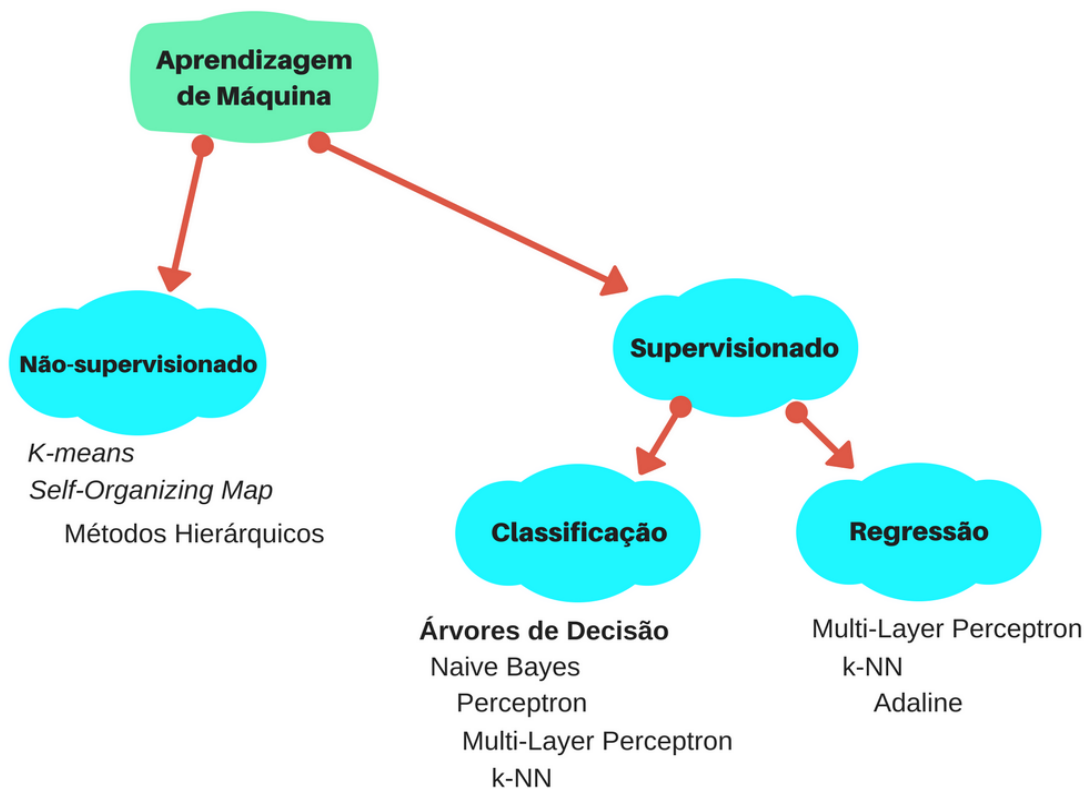 Aprendizagem
de Máquina
Não-supervisionado
K-means
Self-Organizing Map
Métodos Hierárquicos
Supervisionado
Classificação
Árvores de Decisão
Naive Bayes
Perceptron
Multi-Layer Perceptron
k-NN
Regressão
Multi-Layer Perceptron
k-NN
Adaline